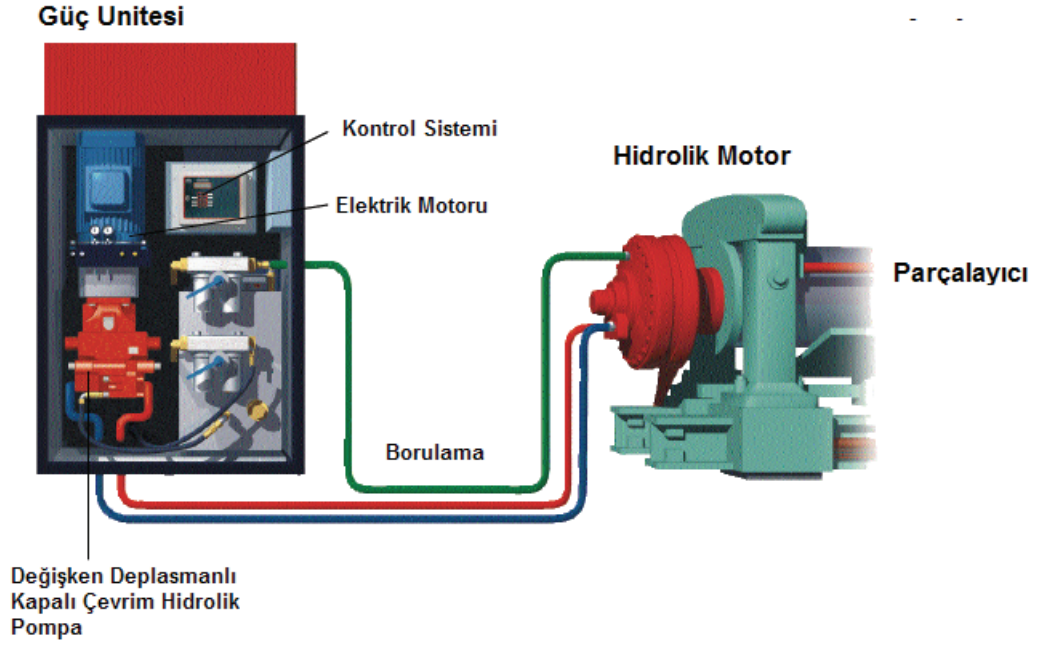 Güç Unitesi
Kontrol Sistemi
Hidrolik Motor
Elektrik Motoru
Parçalayıcı
Borulama
Değişken Deplasmanlı
Kapalı Çevrim Hidrolik
Pompa